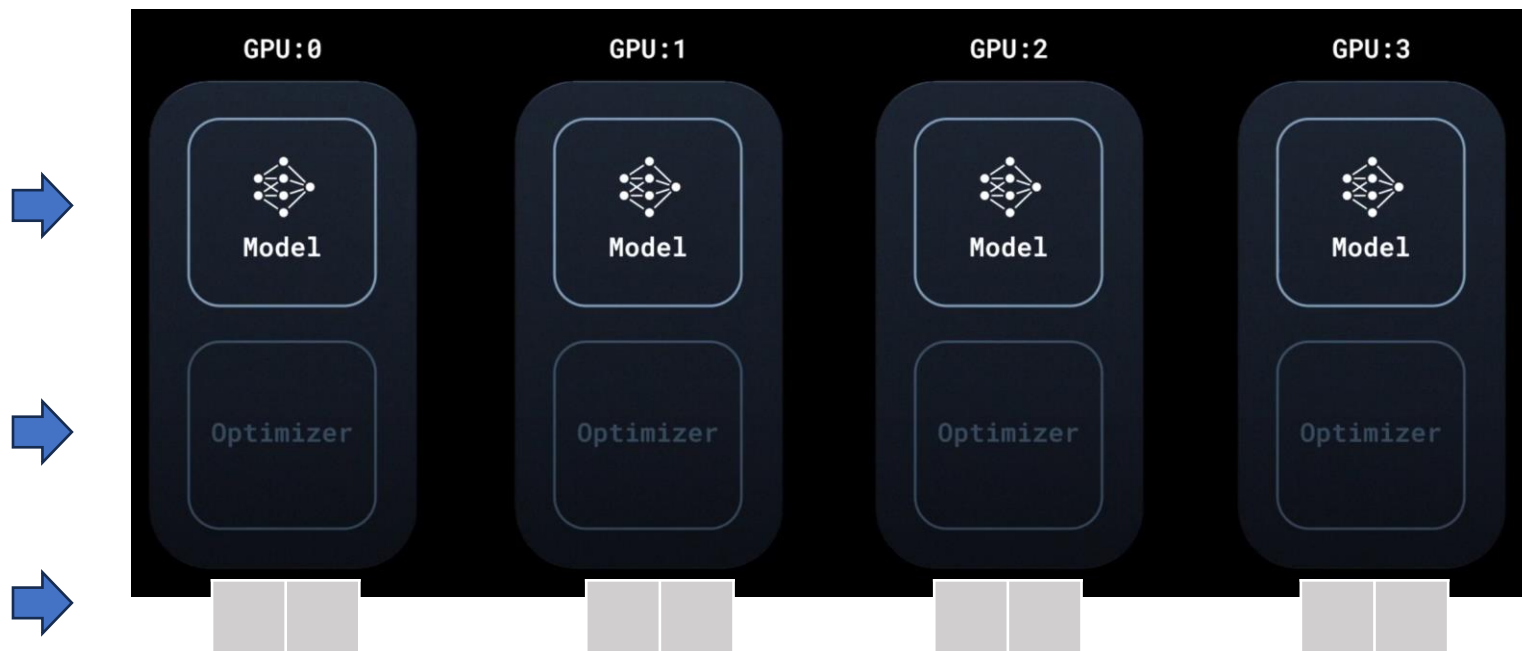 GPU:0 GPU:1 GPU:2 GPU:3
Model Model Model Model
Optimizer Optimizer Optimizer Optimizer